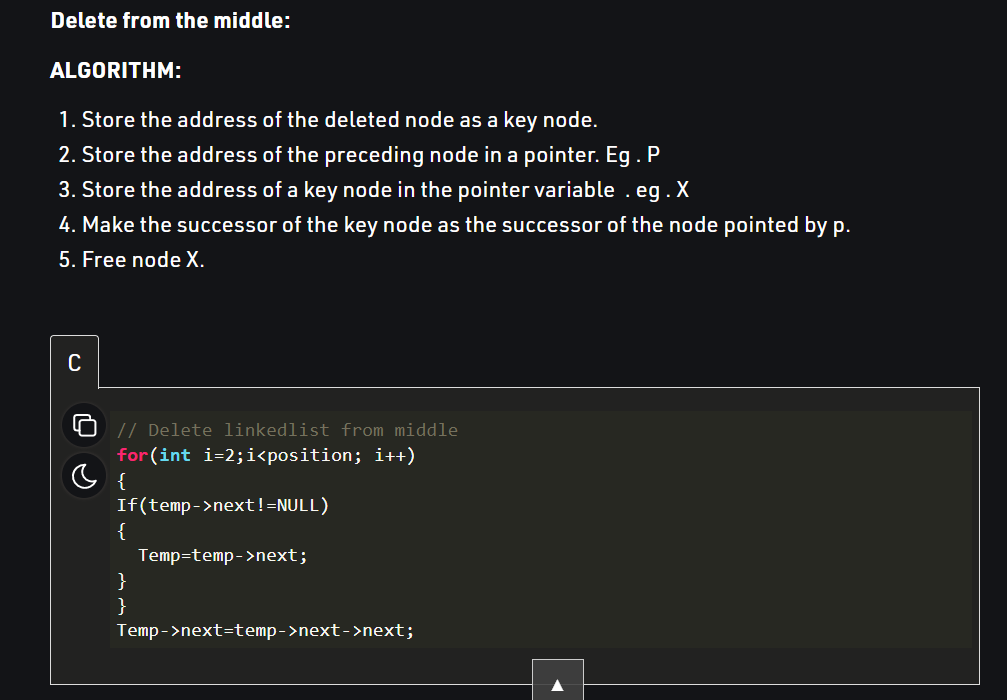 Delete from the middle:
ALGORITHM:
1. Store the address of the deleted node as a key node.
2. Store the address of the preceding node in a pointer. Eg . P
3. Store the address of a key node in the pointer variable  . eg . X
4. Make the successor of the key node as the successor of the node pointed by p.
5. Free node X.
C
// Delete linkedlist from middle
for(int i=2;i<position; i++)
{
If(temp->next!=NULL)
{
  Temp=temp->next;
}
}
Temp->next=temp->next->next;